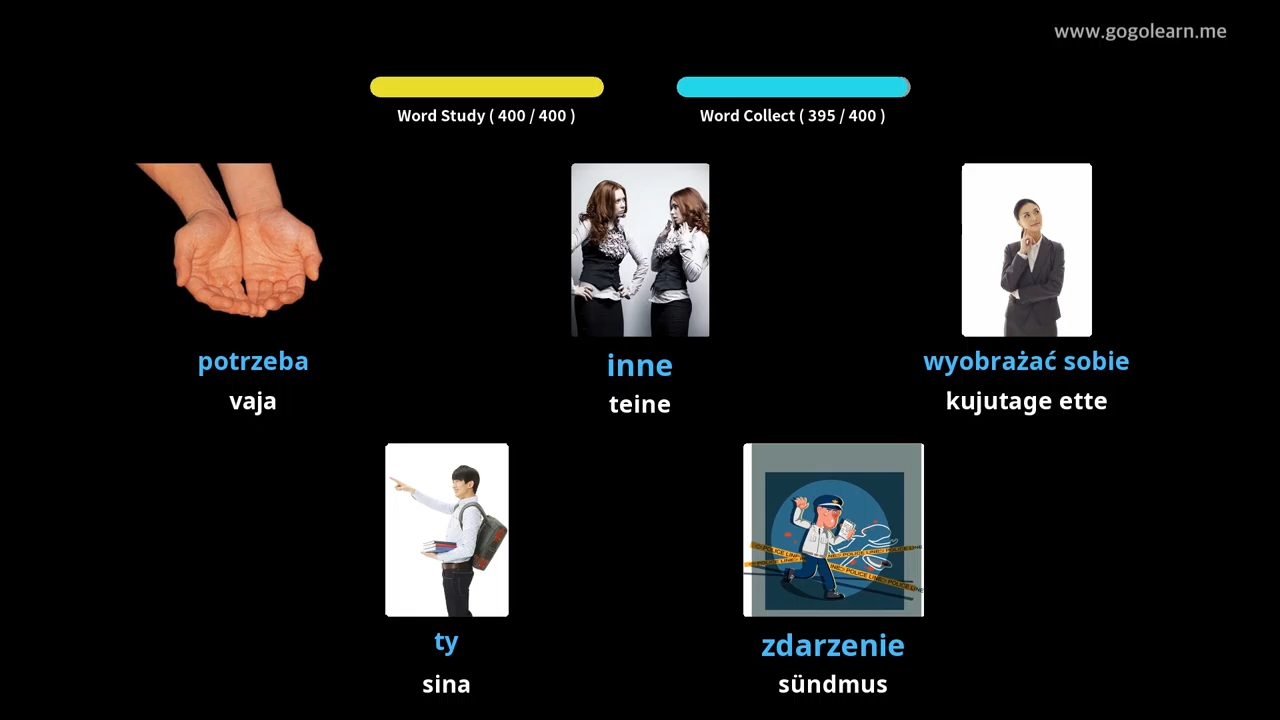 www.gogolearn.me
Word Study ( 400 / 400 )
Word Collect ( 395 / 400 )
potrzeba
vaja
inne
teine
wyobrażać sobie
kujutage ette
ty
sina
zdarzenie
sündmus